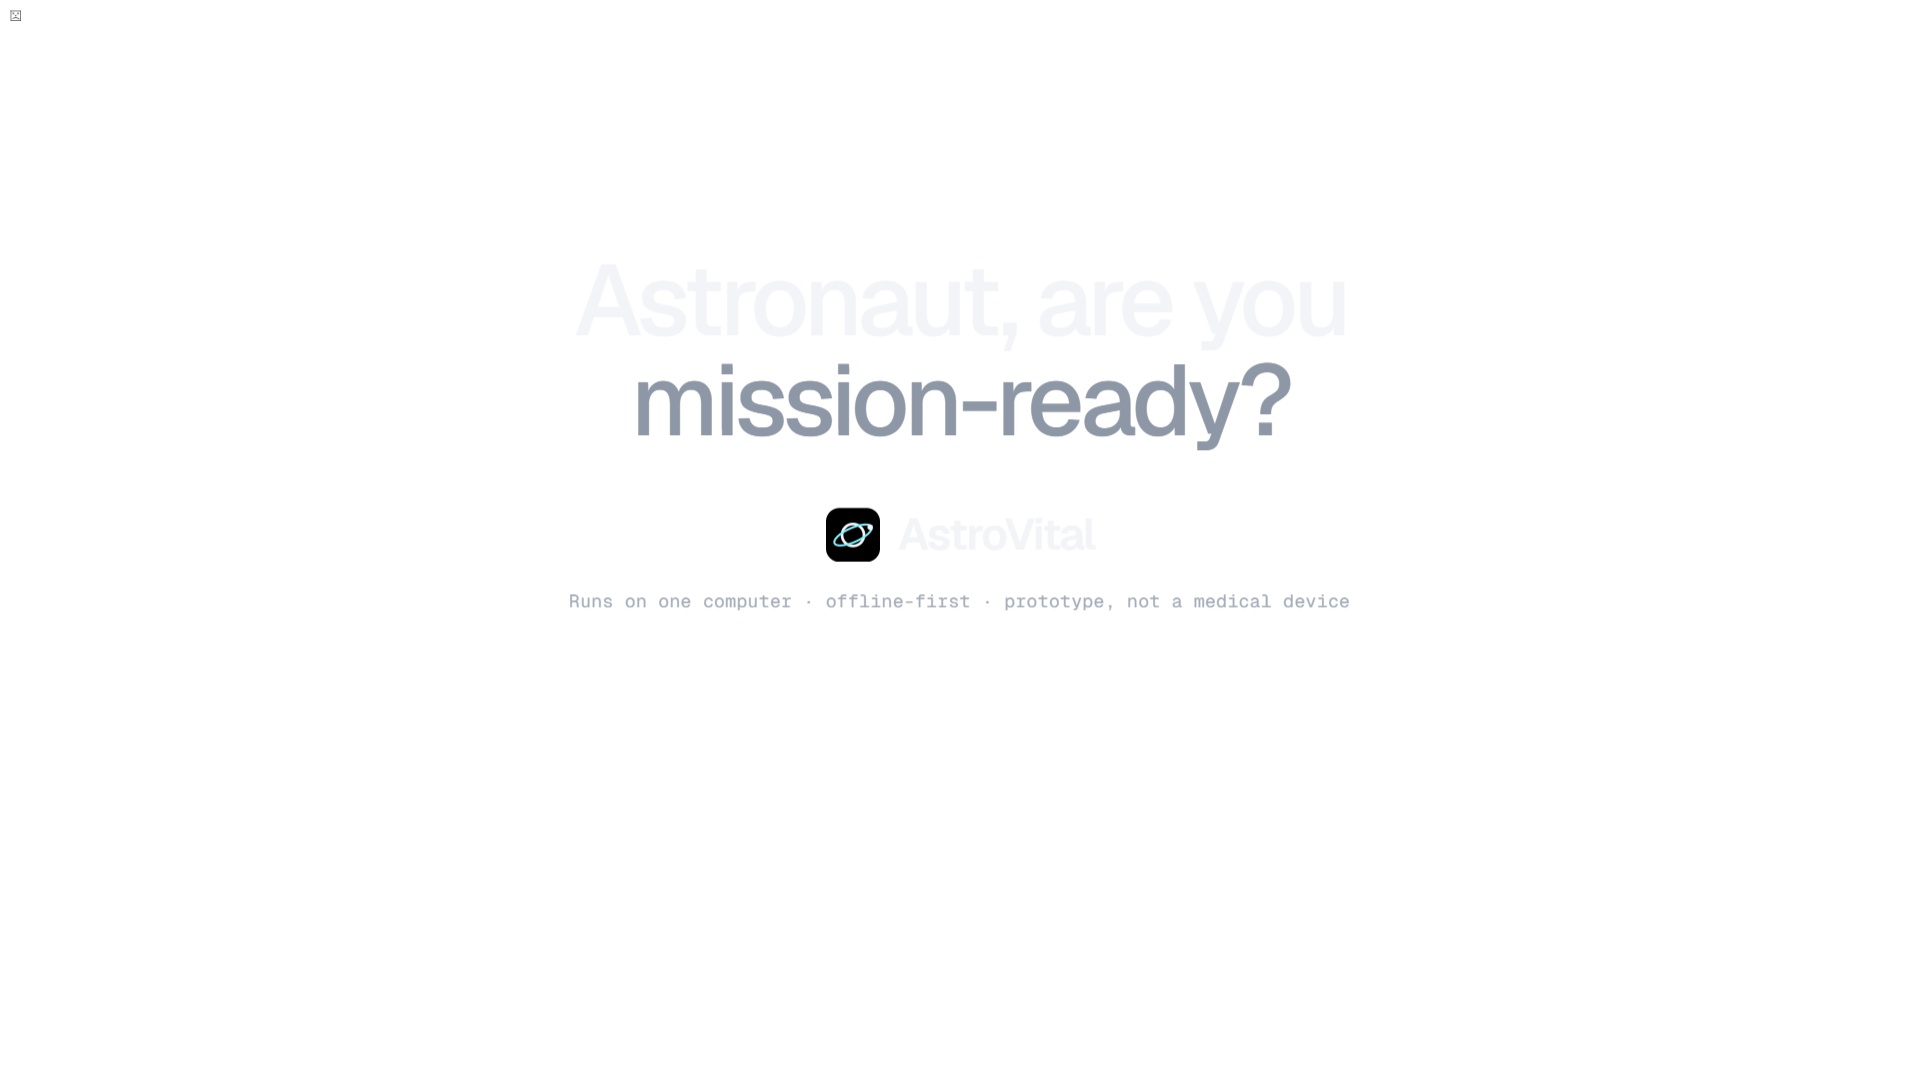 Astronaut, are you
mission-ready?
AstroVital
Runs on one computer · offline-first · prototype, not a medical device